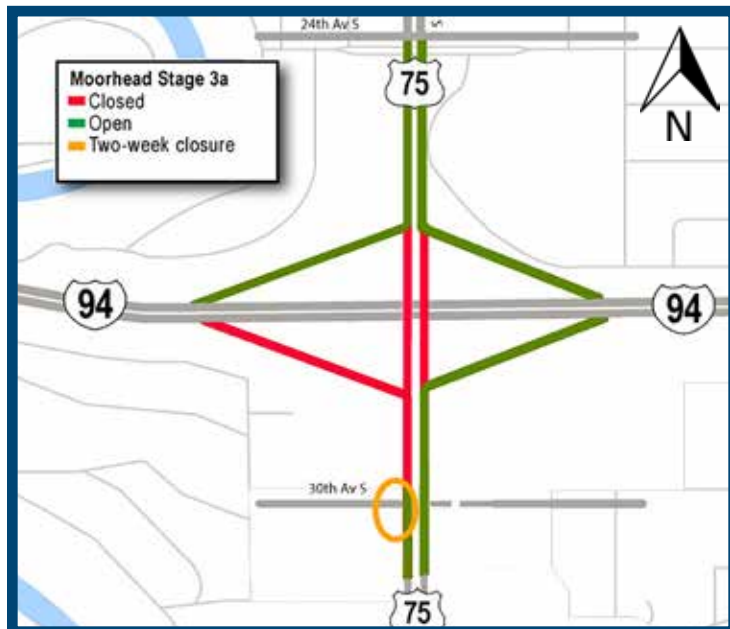 24th Av S
S
75
Moorhead Stage 3a
Closed
Open
Two-week closure
N
94
94
30th Av S
75